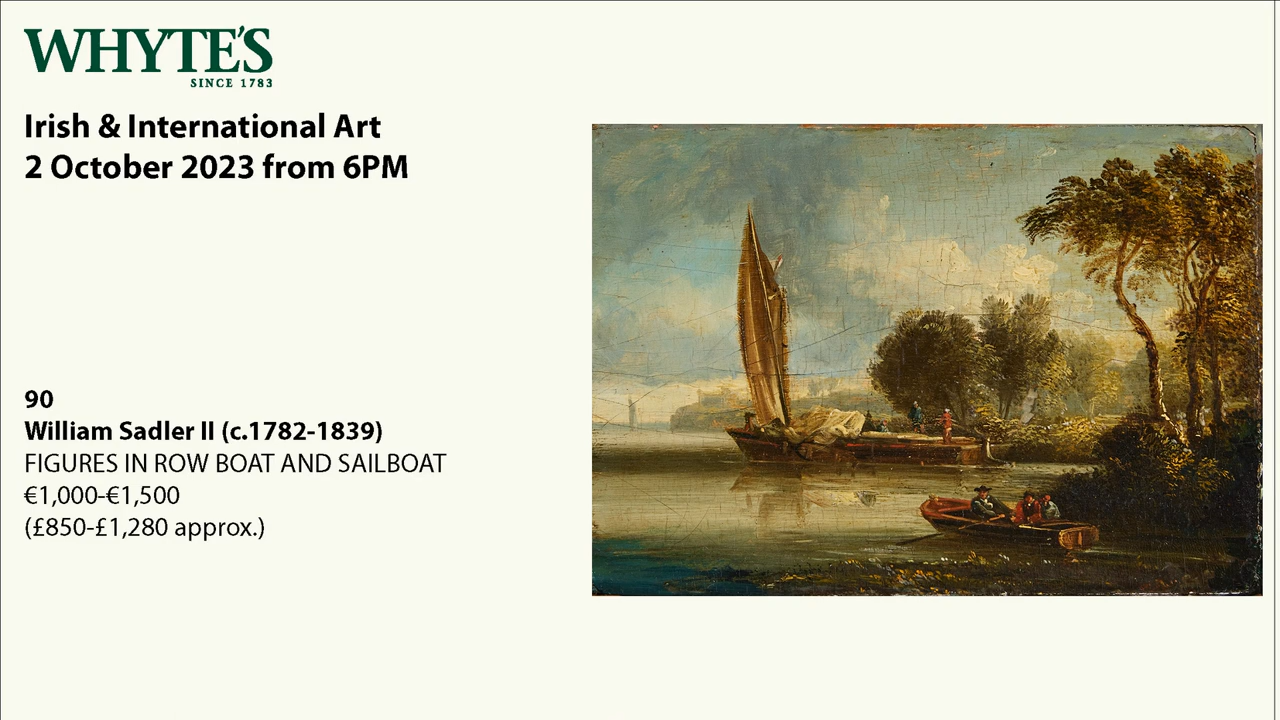 WHYTE'S
SINCE 1783
Irish & International Art
2 October 2023 from 6PM
90
William Sadler II (c.1782-1839)
FIGURES IN ROW BOAT AND SAILBOAT
€1,000-€1,500
(£850-£1,280 approx.)